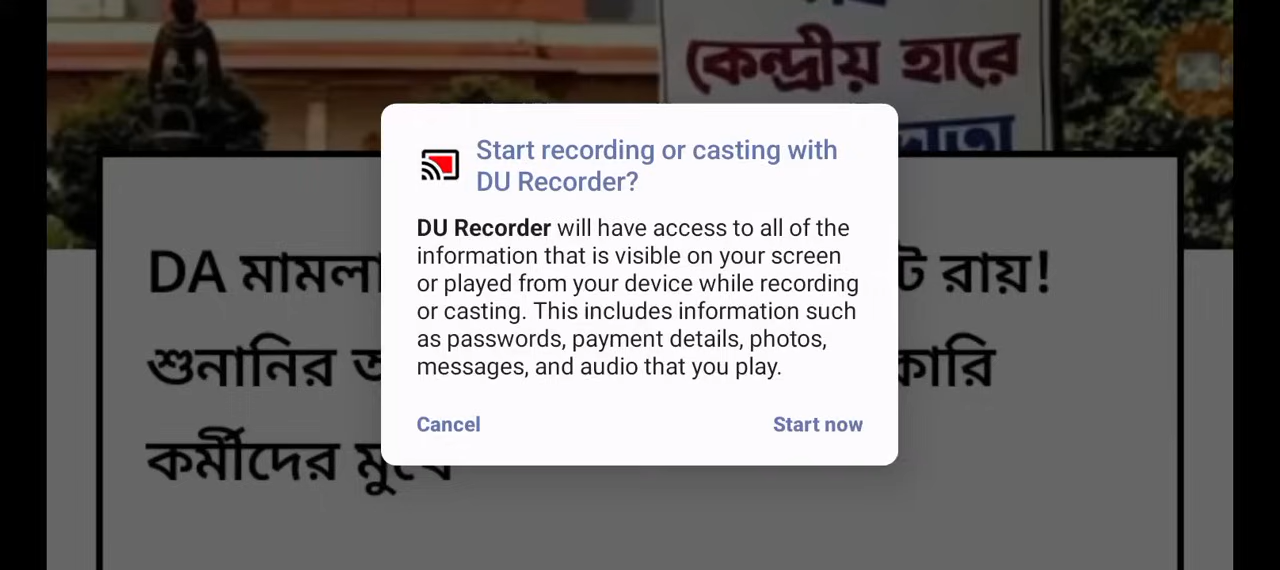 কেন্দ্রীয় হারে
Start recording or casting with
DU Recorder?
DU Recorder will have access to all of the
information that is visible on your screen
or played from your device while recording
or casting. This includes information such
as passwords, payment details, photos,
messages, and audio that you play.
Cancel
Start now
DA মামলা
রায়!
শুনানির
কর্মীদের